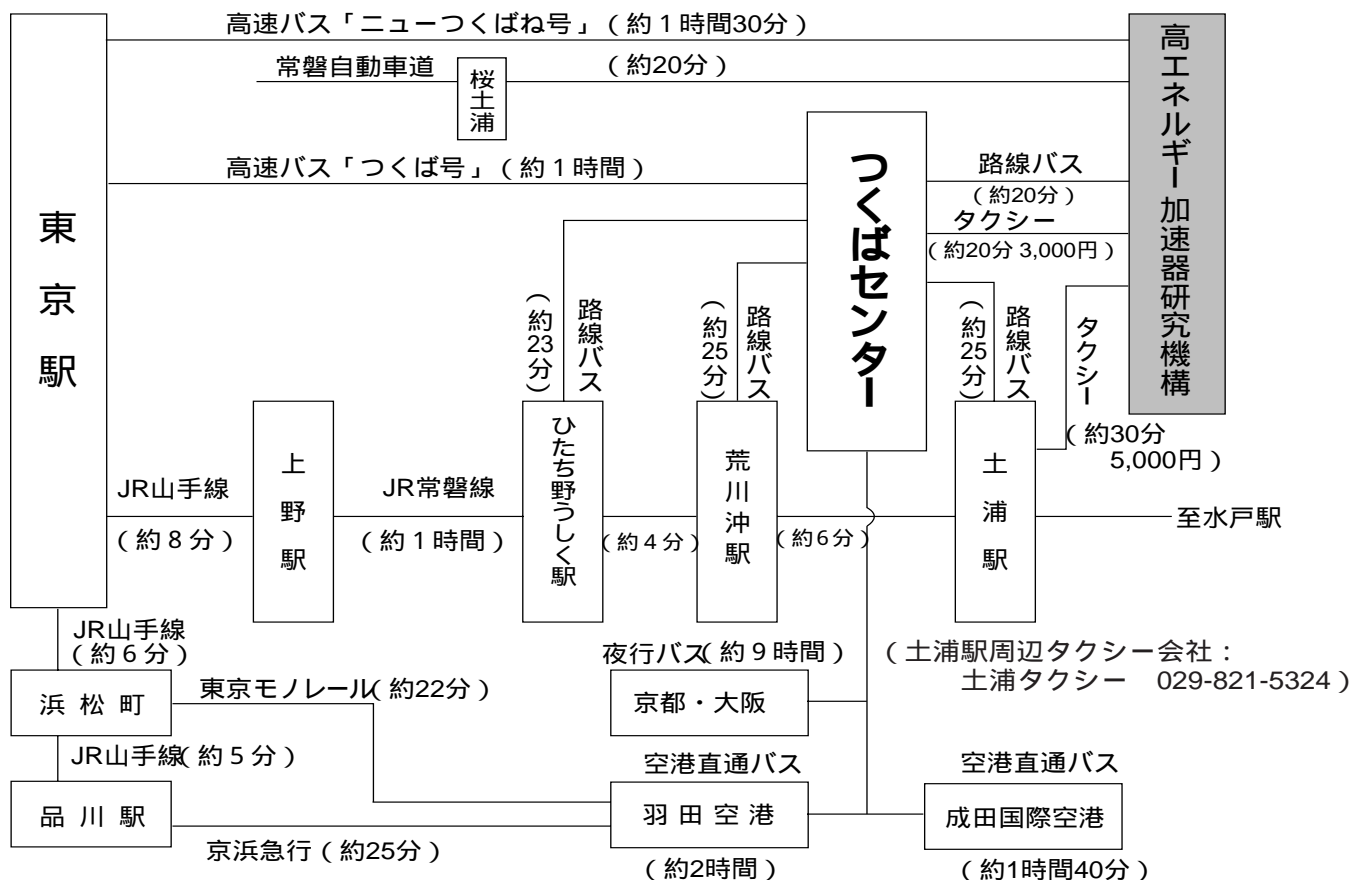 高速バス「ニューつくばね号」(約1時間30分)
常磐自動車道
桜土浦
(約20分)
高エネルギー加速器研究機構
高速バス「つくば号」(約1時間)
つくばセンター
路線バス
(約20分)
タクシー
(約20分 3,000円)
東京駅
(約23分)
路線バス
(約25分)
路線バス
(約25分)
路線バス
タクシー
(約30分
5,000円)
JR山手線
(約8分)
上野駅
JR常磐線
(約1時間)
ひたち野うしく駅
(約4分)
荒川沖駅
(約6分)
土浦駅
至水戸駅
JR山手線
(約6分)
浜松町
東京モノレール(約22分)
JR山手線(約5分)
品川駅
京浜急行(約25分)
夜行バス(約9時間)
京都・大阪
(土浦駅周辺タクシー会社:
土浦タクシー 029-821-5324)
空港直通バス
羽田空港
(約2時間)
空港直通バス
成田国際空港
(約1時間40分)